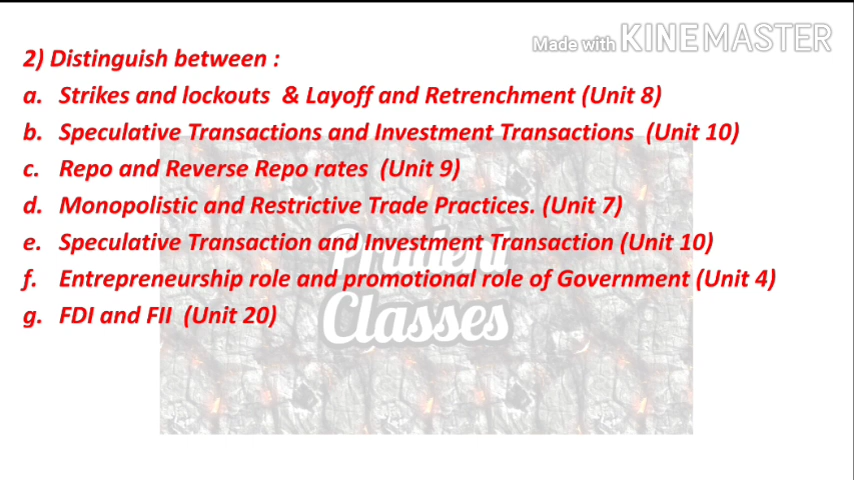 Made with KINEMASTER
2) Distinguish between :
a. Strikes and lockouts & Layoff and Retrenchment (Unit 8)
b. Speculative Transactions and Investment Transactions (Unit 10)
c. Repo and Reverse Repo rates (Unit 9)
d. Monopolistic and Restrictive Trade Practices. (Unit 7)
e. Speculative Transaction and Investment Transaction (Unit 10)
f. Entrepreneurship role and promotional role of Government (Unit 4)
g. FDI and FII (Unit 20)
Prudent
Classes